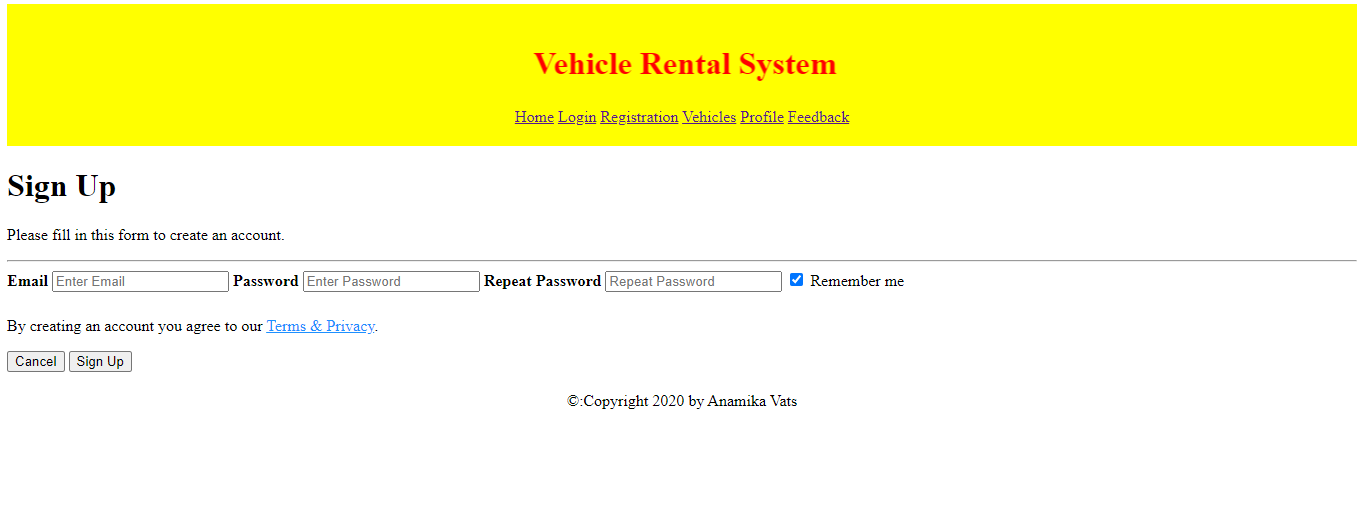 Vehicle Rental System
Home Login Registration Vehicles Profile Feedback
Sign Up
Please fill in this form to create an account.
Email Enter Email Password Enter Password Repeat Password Repeat Password Remember me
By creating an account you agree to our Terms & Privacy.
Cancel Sign Up
©:Copyright 2020 by Anamika Vats